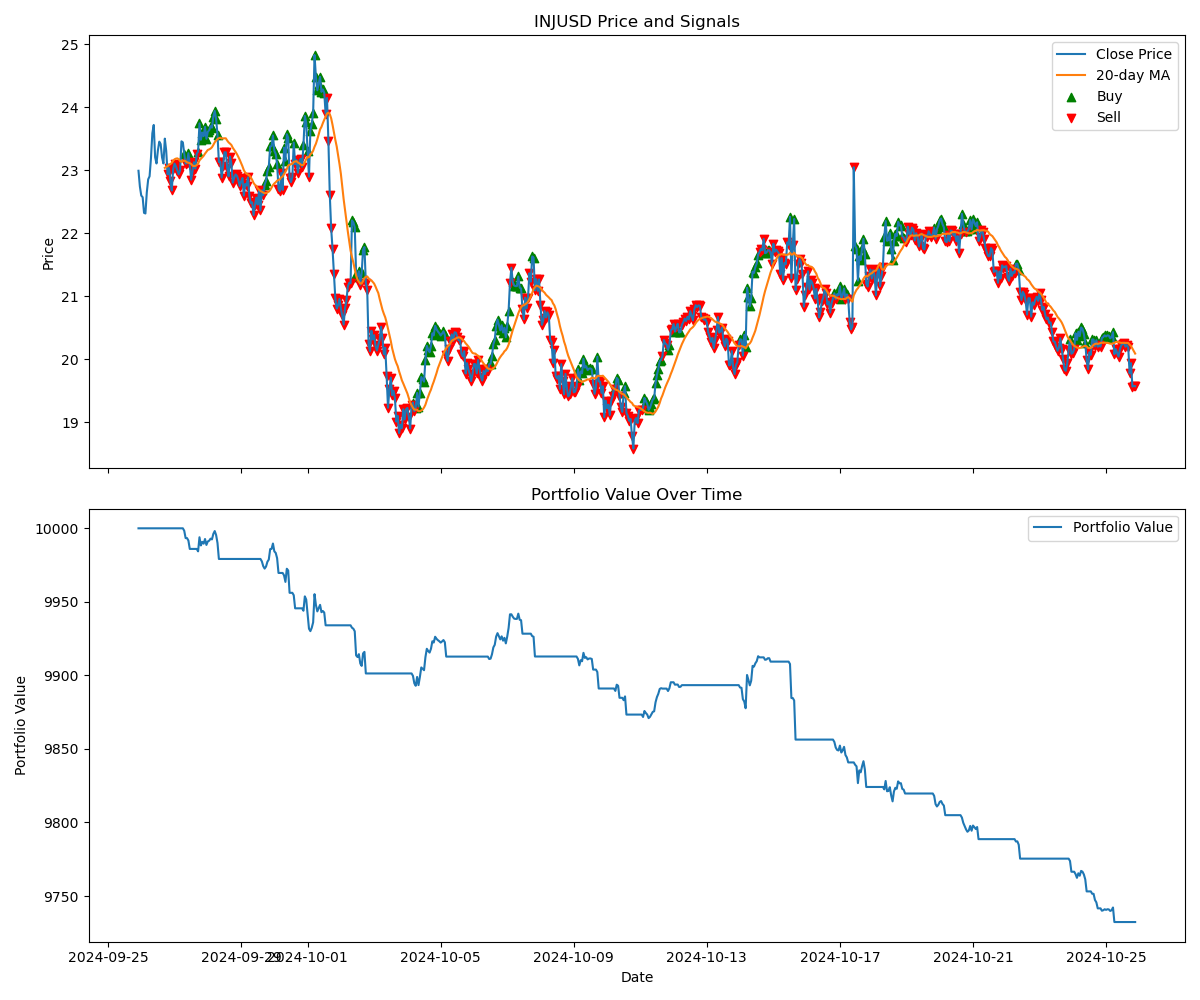 INJUSD Price and Signals
25
24
23
22
21
20
19
Price
Close Price
20-day MA
Buy
Sell
Portfolio Value Over Time
10000
9950
9900
9850
9800
9750
Portfolio Value
Portfolio Value
2024-09-25
2024-09-29
2024-10-01
2024-10-05
2024-10-09
2024-10-13
2024-10-17
2024-10-21
2024-10-25
Date